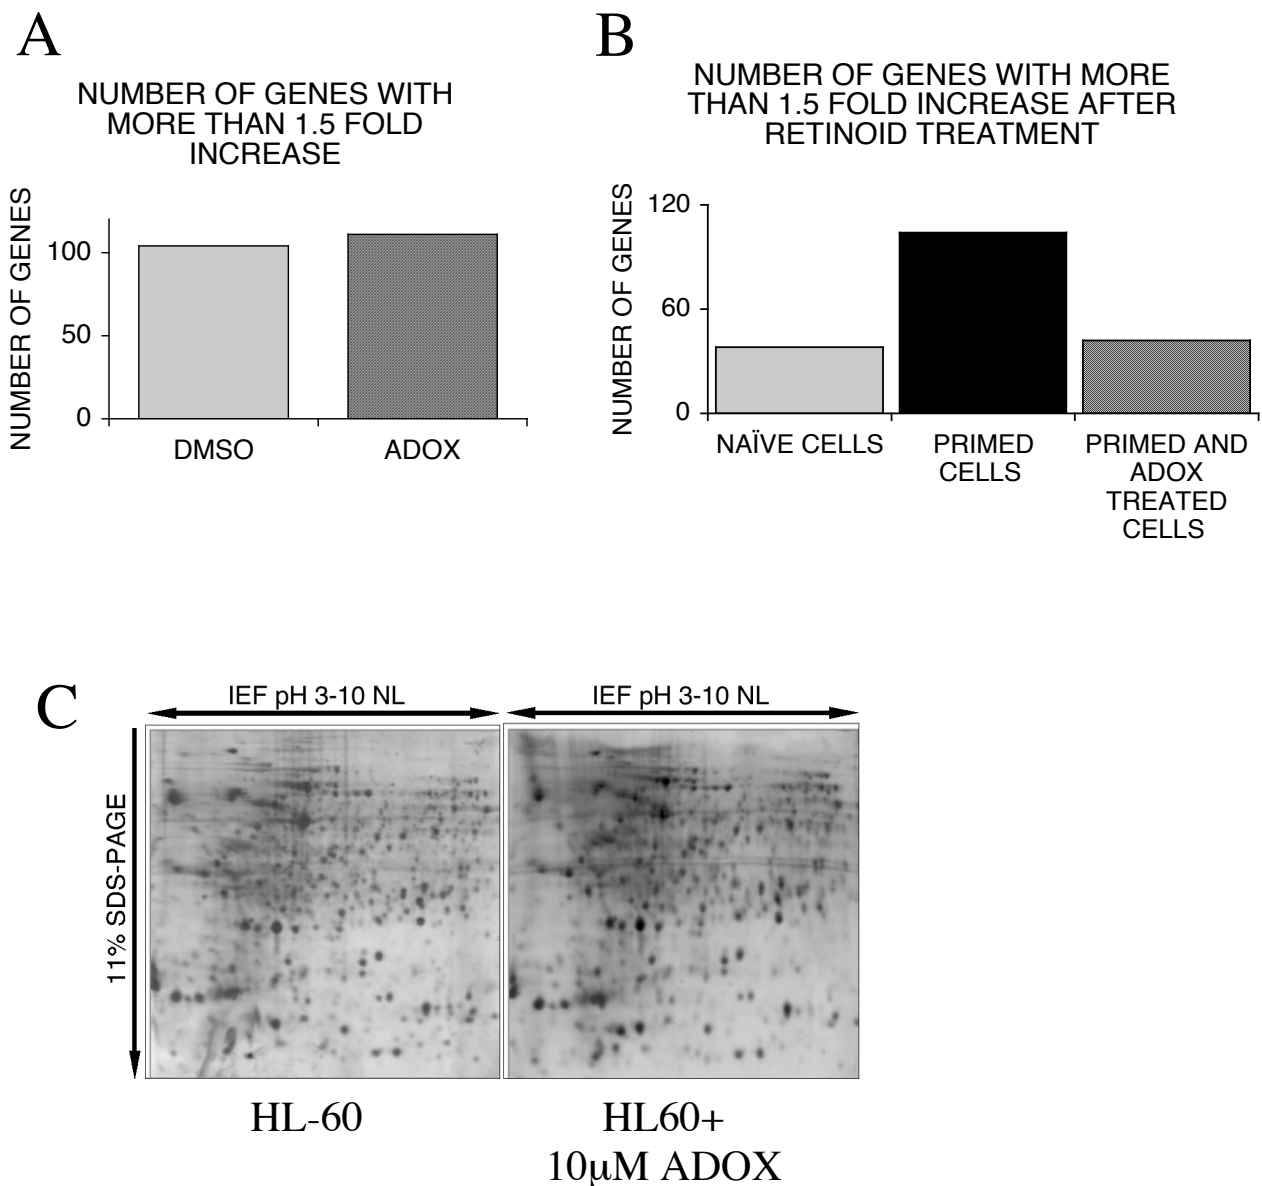 A
NUMBER OF GENES WITH
MORE THAN 1.5 FOLD
INCREASE
NUMBER OF GENES
100
50
0
DMSO
ADOX
B
NUMBER OF GENES WITH MORE
THAN 1.5 FOLD INCREASE AFTER
RETINOID TREATMENT
NUMBER OF GENES
120
60
0
NAÏVE CELLS
PRIMED
CELLS
PRIMED AND
ADOX
TREATED
CELLS
C
IEF pH 3-10 NL
IEF pH 3-10 NL
11% SDS-PAGE
HL-60
HL60+
10μM ADOX